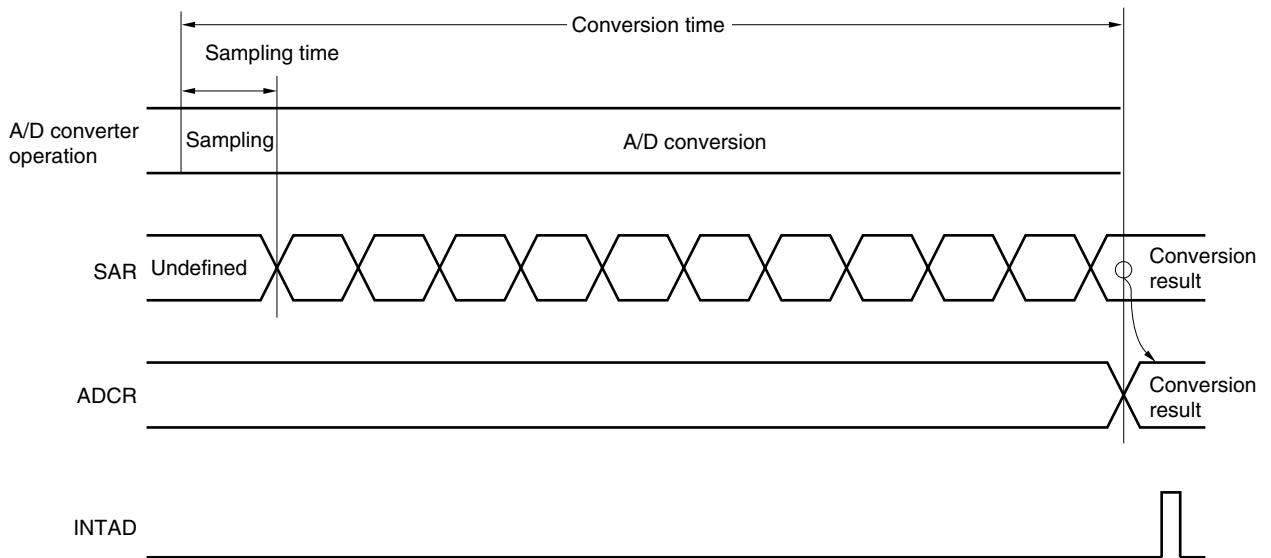 Conversion time
Sampling time
A/D converter
operation
Sampling
A/D conversion
SAR
Undefined
Conversion
result
ADCR
Conversion
result
INTAD